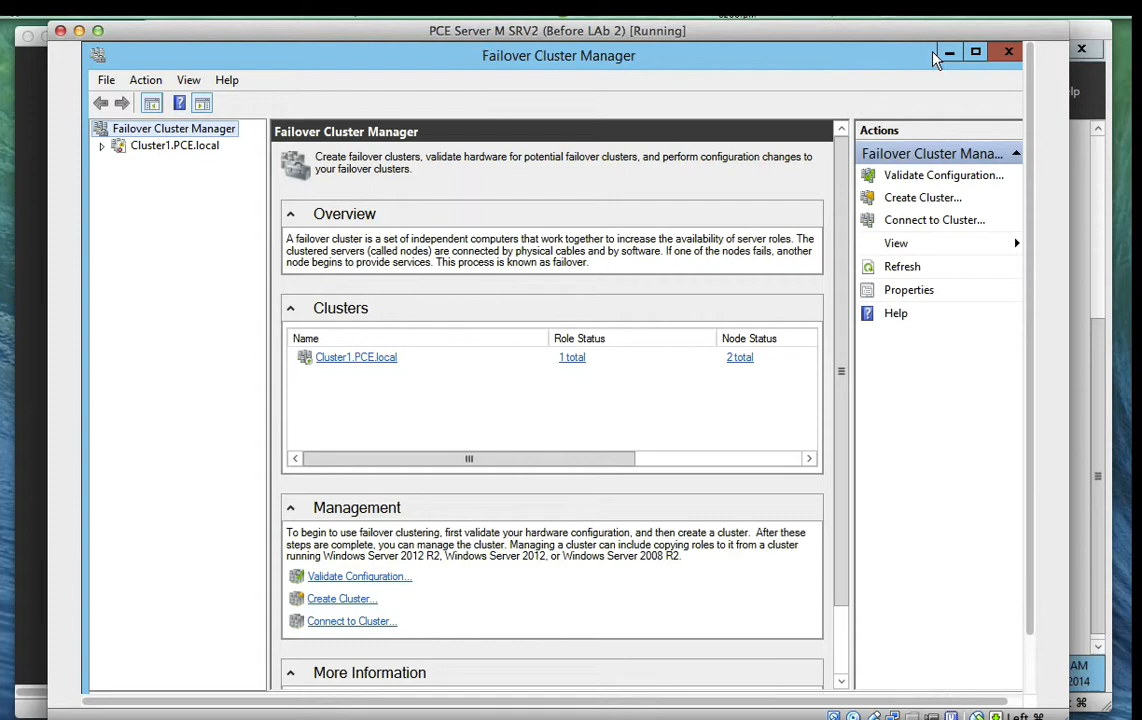 PCE Server M SRV2 (Before LAb 2) [Running]
Failover Cluster Manager
File Action View Help
Failover Cluster Manager
Cluster1.PCE.local
Failover Cluster Manager
Create failover clusters, validate hardware for potential failover clusters, and perform configuration changes to
your failover clusters.
Overview
A failover cluster is a set of independent computers that work together to increase the availability of server roles. The
clustered servers (called nodes) are connected by physical cables and by software. If one of the nodes fails, another
node begins to provide services. This process is known as failover.
Clusters
Name Role Status Node Status
Cluster1.PCE.local 1 total 2 total
Management
To begin to use failover clustering, first validate your hardware configuration, and then create a cluster. After these
steps are complete, you can manage the cluster. Managing a cluster can include copying roles to it from a cluster
running Windows Server 2012 R2, Windows Server 2012, or Windows Server 2008 R2.
Validate Configuration...
Create Cluster...
Connect to Cluster...
More Information
Actions
Failover Cluster Mana...
Validate Configuration...
Create Cluster...
Connect to Cluster...
View
Refresh
Properties
Help
elp
AM
2014
Left ⌘